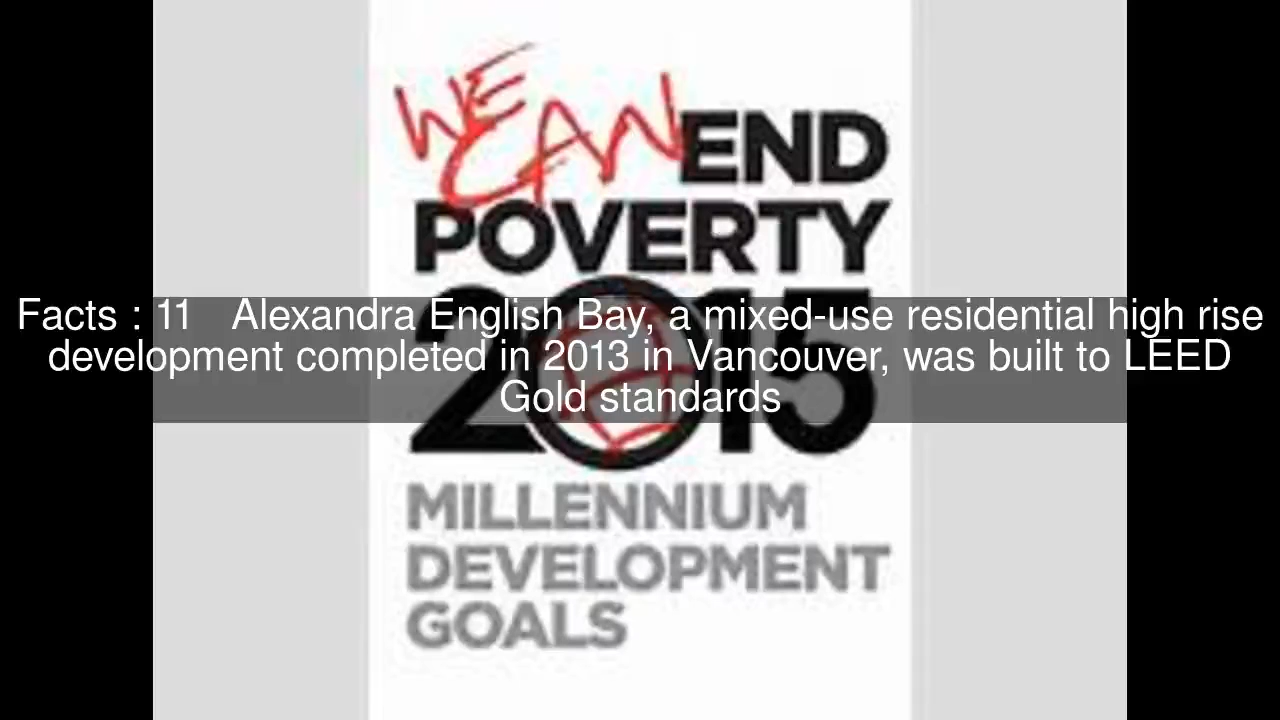 WE
CAN END
POVERTY
2015
Facts : 11 Alexandra English Bay, a mixed-use residential high rise
development completed in 2013 in Vancouver, was built to LEED
Gold standards
MILLENNIUM
DEVELOPMENT
GOALS